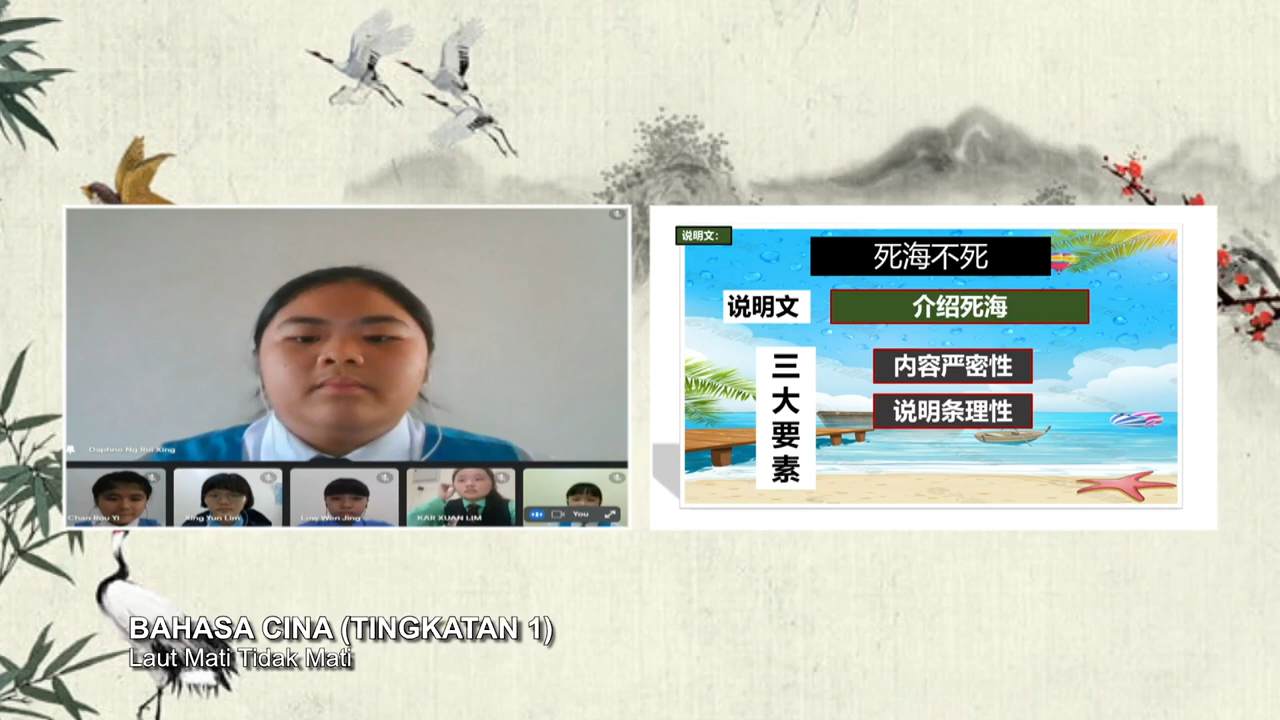 Daphne Ng Rui Xing
Chan Rou Yi
Xing Yun Lim
Low Wen Jing
KAR XUAN LIM
You
说明文：
死海不死
说明文
介绍死海
三大要素
内容严密性
说明条理性
BAHASA CINA (TINGKATAN 1)
Laut Mati Tidak Mati